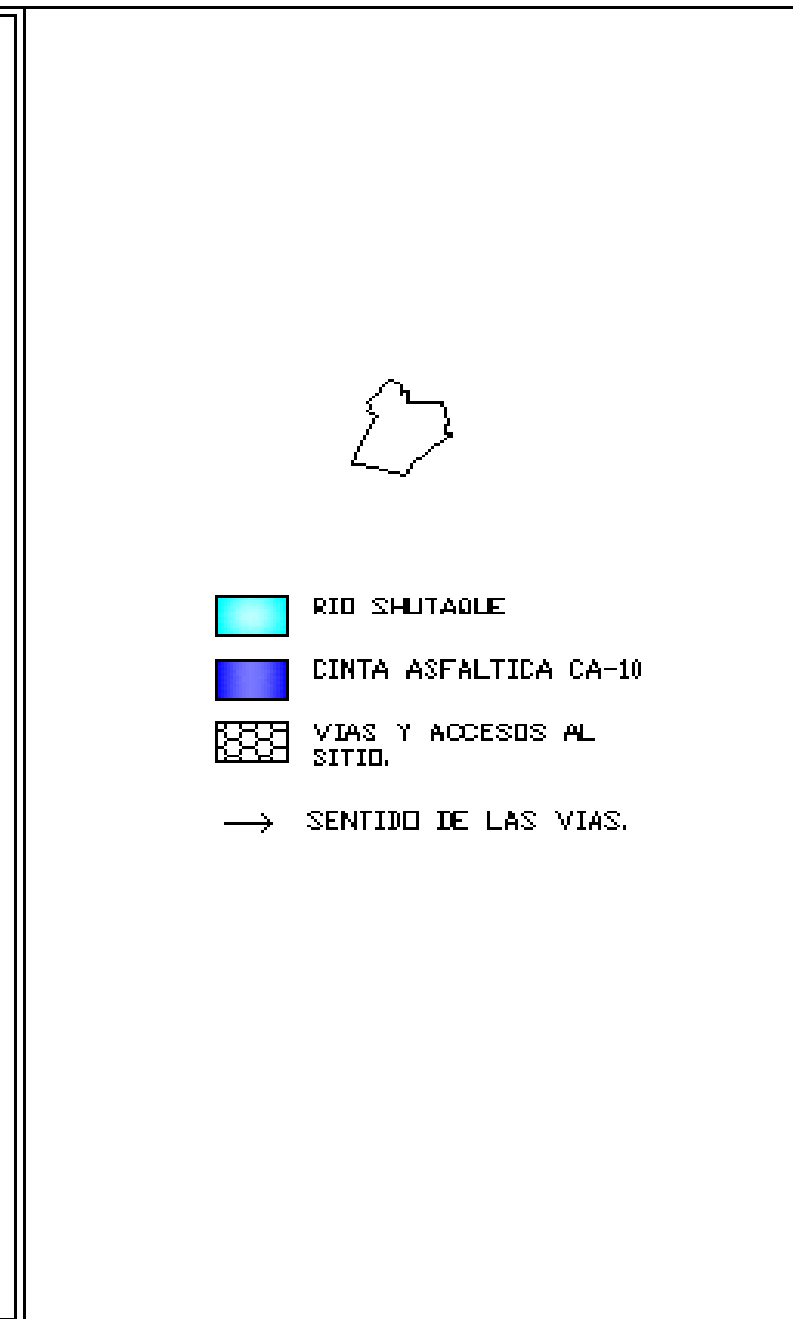 RIO SHUTAQUE
CINTA ASFALTICA CA-10
VIAS Y ACCESOS AL
SITIO.
SENTIDO DE LAS VIAS.